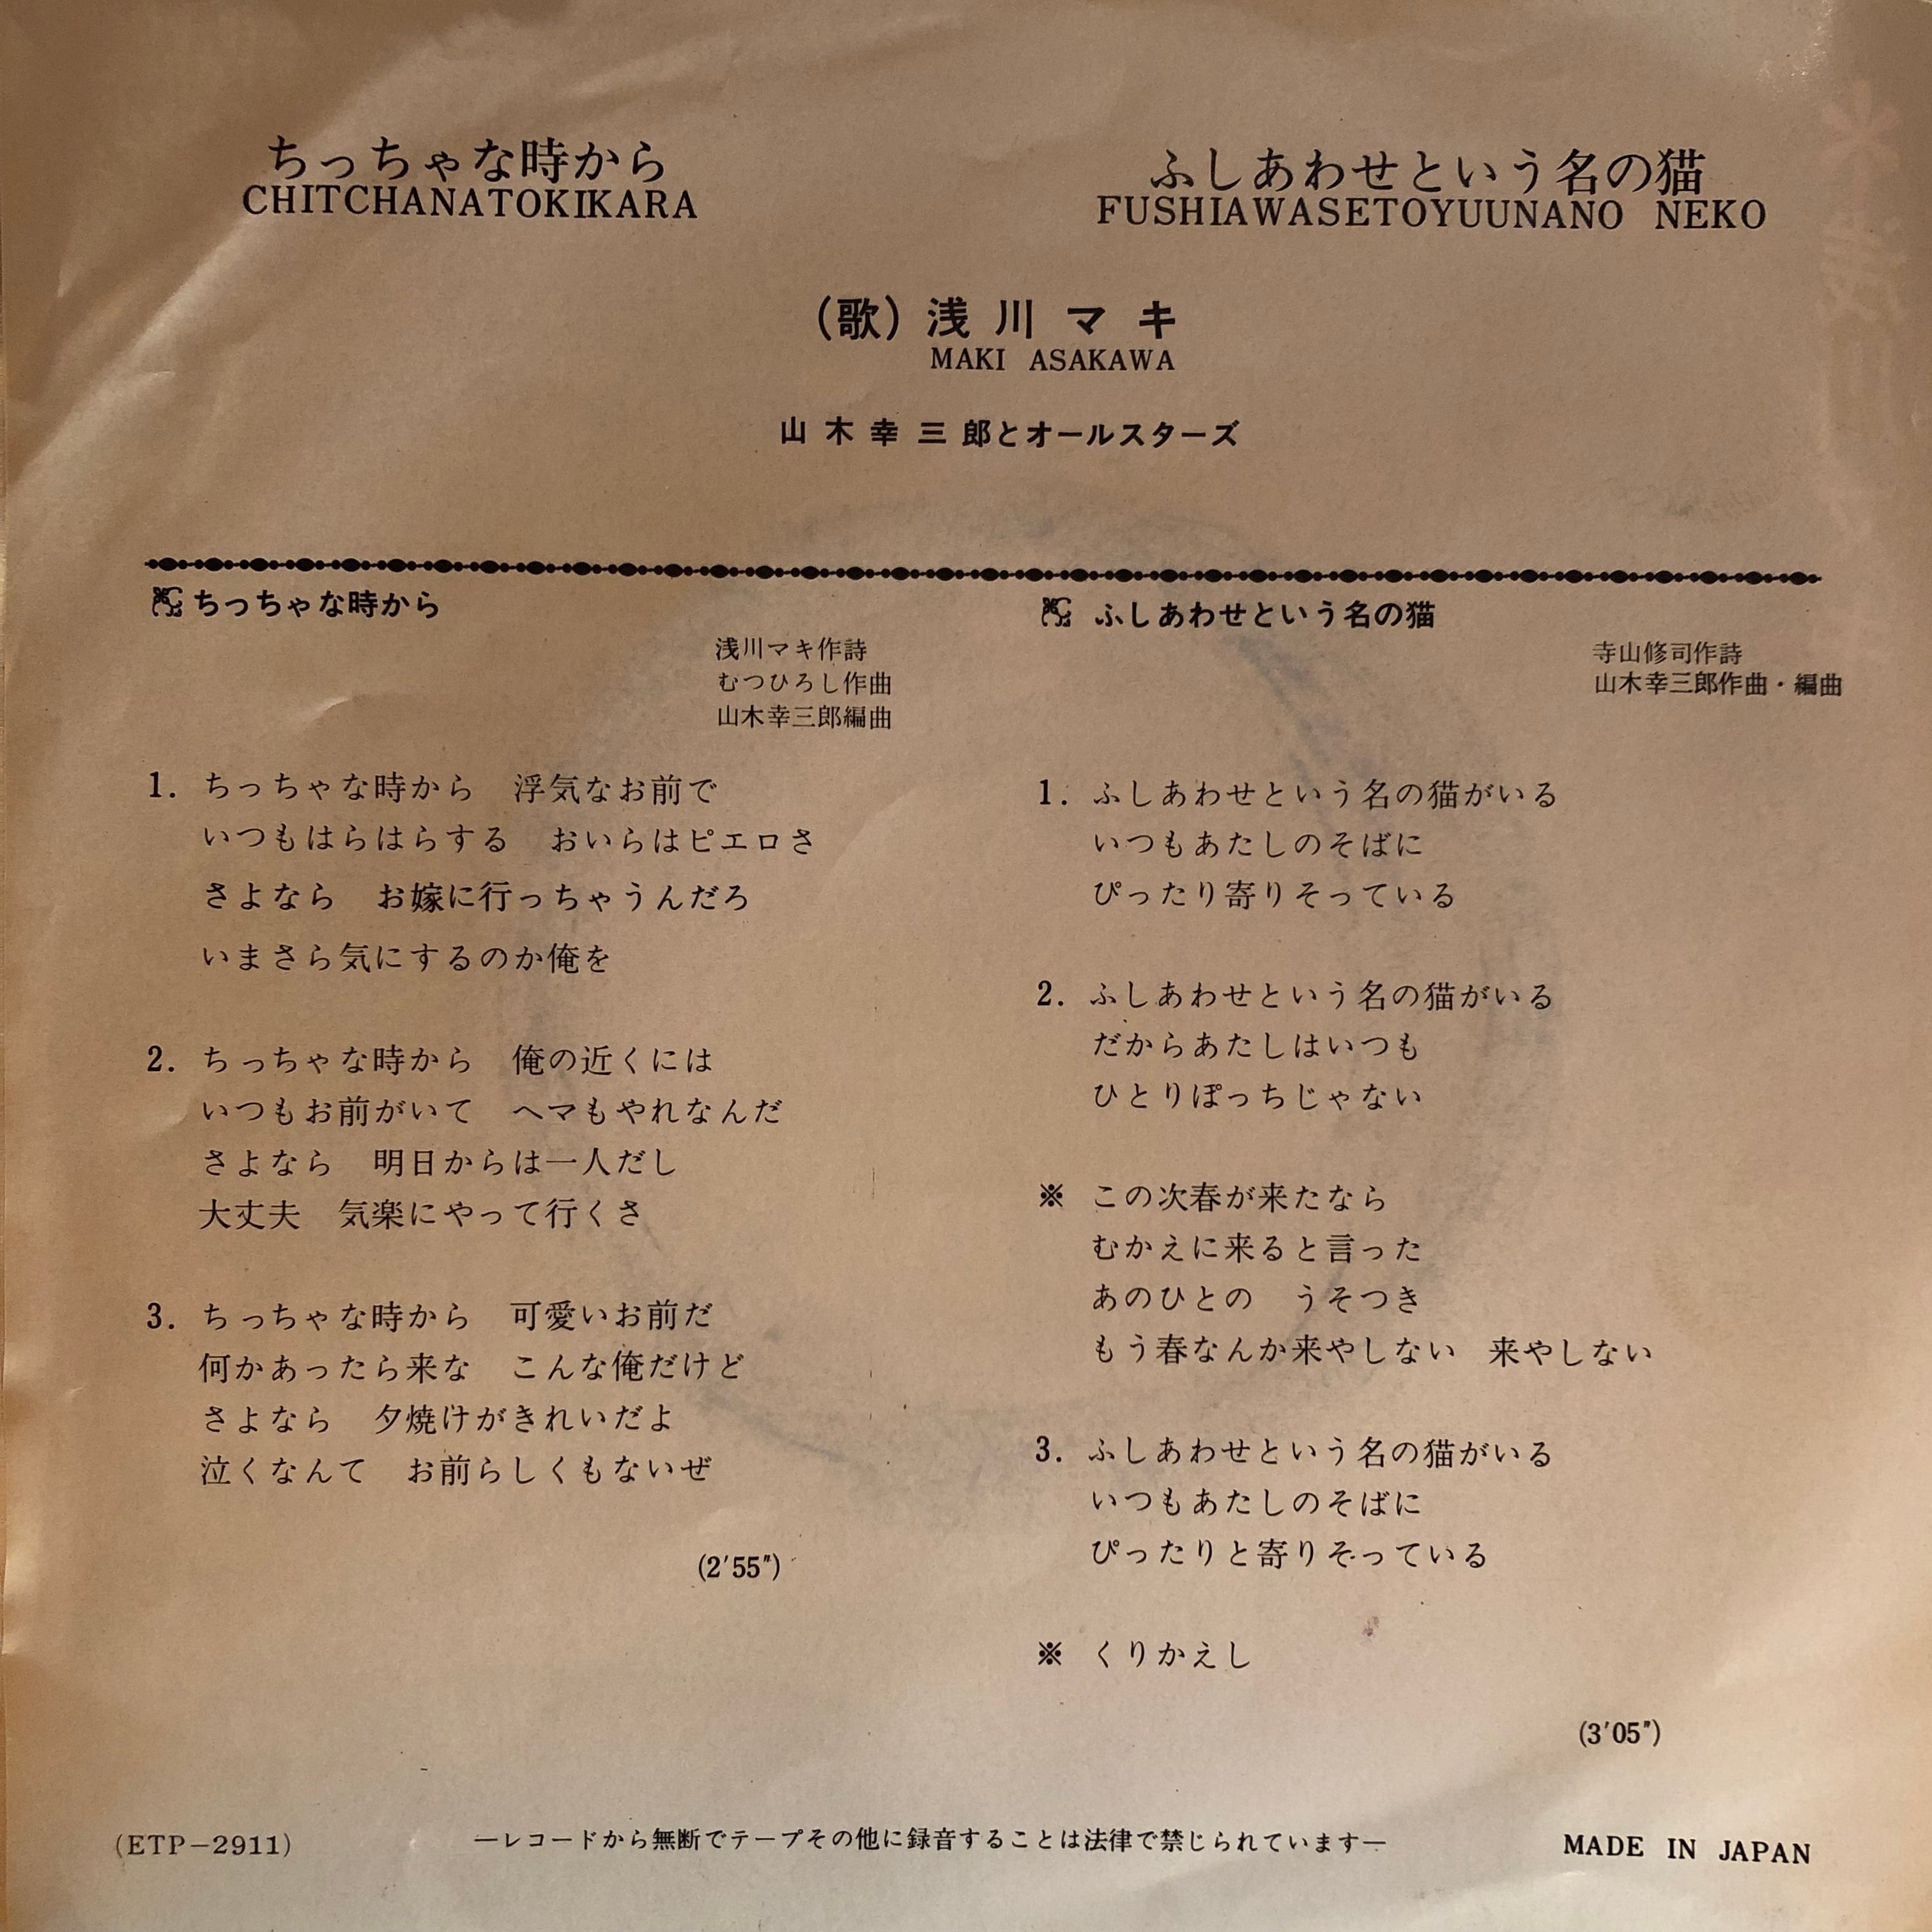 ちっちゃな時から
CHITCHANATOKIKARA
ふしあわせという名の猫
FUSHIAWASETOYUUNANO NEKO
(歌) 浅川マキ
MAKI ASAKAWA
山木幸三郎とオールスターズ
ちっちゃな時から
浅川マキ作詩
むつひろし作曲
山木幸三郎編曲
1. ちっちゃな時から 浮気なお前で
いつもはらはらする おいらはピエロさ
さよなら お嫁に行っちゃうんだろ
いまさら気にするのか俺を
2. ちっちゃな時から 俺の近くには
いつもお前がいて ヘマもやれなんだ
さよなら 明日からは一人だし
大丈夫 気楽にやって行くさ
3. ちっちゃな時から 可愛いお前だ
何かあったら来な こんな俺だけど
さよなら 夕焼けがきれいだよ
泣くなんて お前らしくもないぜ
(2′55″)
ふしあわせという名の猫
寺山修司作詩
山木幸三郎作曲・編曲
1. ふしあわせという名の猫がいる
いつもあたしのそばに
ぴったり寄りそっている
2. ふしあわせという名の猫がいる
だからあたしはいつも
ひとりぽっちじゃない
※ この次春が来たなら
むかえに来ると言った
あのひとの うそつき
もう春なんか来やしない 来やしない
3. ふしあわせという名の猫がいる
いつもあたしのそばに
ぴったりと寄りそっている
※ くりかえし
(3′05″)
(ETP-2911)
—レコードから無断でテープその他に録音することは法律で禁じられています—
MADE IN JAPAN